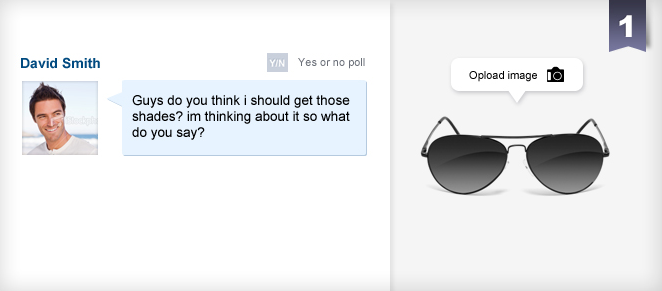 1
David Smith
Y/N Yes or no poll
Upload image
Guys do you think i should get those
shades? im thinking about it so what
do you say?